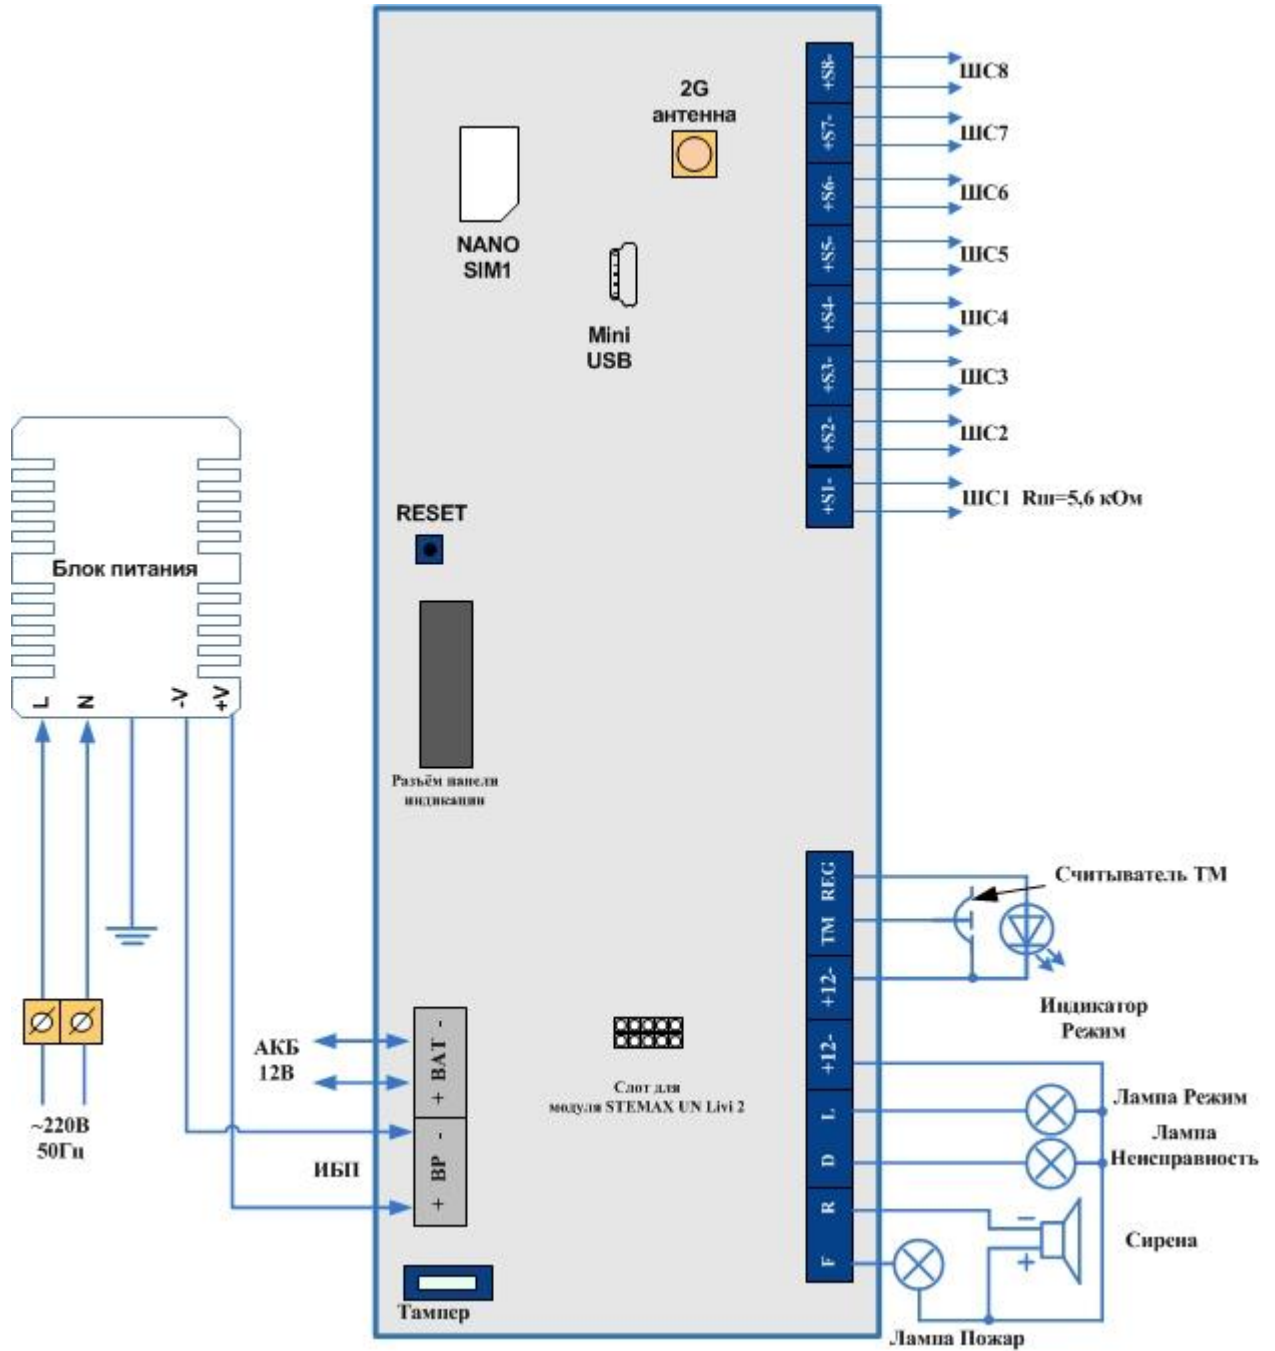 2G
антенна
NANO
SIM1
Mini
USB
+S8-
ШС8
+S7-
ШС7
+S6-
ШС6
+S5-
ШС5
+S4-
ШС4
+S3-
ШС3
+S2-
ШС2
+S1-
ШС1 Rш=5,6 кОм
RESET
Блок питания
L
N
-V
+V
Разъём панели
индикации
REG
TM
+12-
+12-
L
D
R
F
Считыватель ТМ
Индикатор
Режим
Лампа Режим
Лампа
Неисправность
−
+
Сирена
Лампа Пожар
АКБ
12В
+ BAT -
ИБП
+ BP -
Слот для
модуля STEMAX UN Livi 2
~220В
50Гц
Тампер